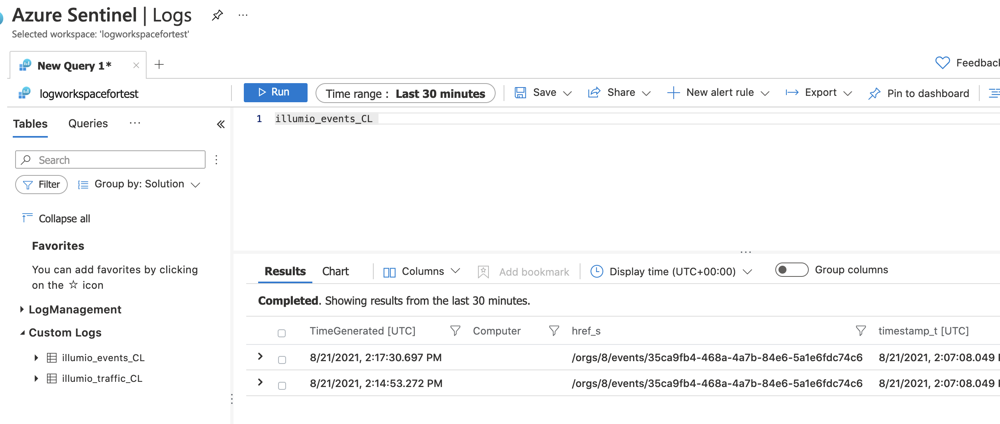 Azure Sentinel | Logs
Selected workspace: 'logworkspacefortest'
New Query 1*
Feedback
logworkspacefortest
Run
Time range : Last 30 minutes
Save
Share
New alert rule
Export
Pin to dashboard
Tables
Queries
1 illumio_events_CL
Search
Filter
Group by: Solution
Collapse all
Favorites
You can add favorites by clicking
on the ☆ icon
LogManagement
Custom Logs
illumio_events_CL
illumio_traffic_CL
Results
Chart
Columns
Add bookmark
Display time (UTC+00:00)
Group columns
Completed. Showing results from the last 30 minutes.
TimeGenerated [UTC] Computer href_s timestamp_t [UTC]
8/21/2021, 2:17:30.697 PM /orgs/8/events/35ca9fb4-468a-4a7b-84e6-5a1e6fdc74c6 8/21/2021, 2:07:08.049
8/21/2021, 2:14:53.272 PM /orgs/8/events/35ca9fb4-468a-4a7b-84e6-5a1e6fdc74c6 8/21/2021, 2:07:08.049